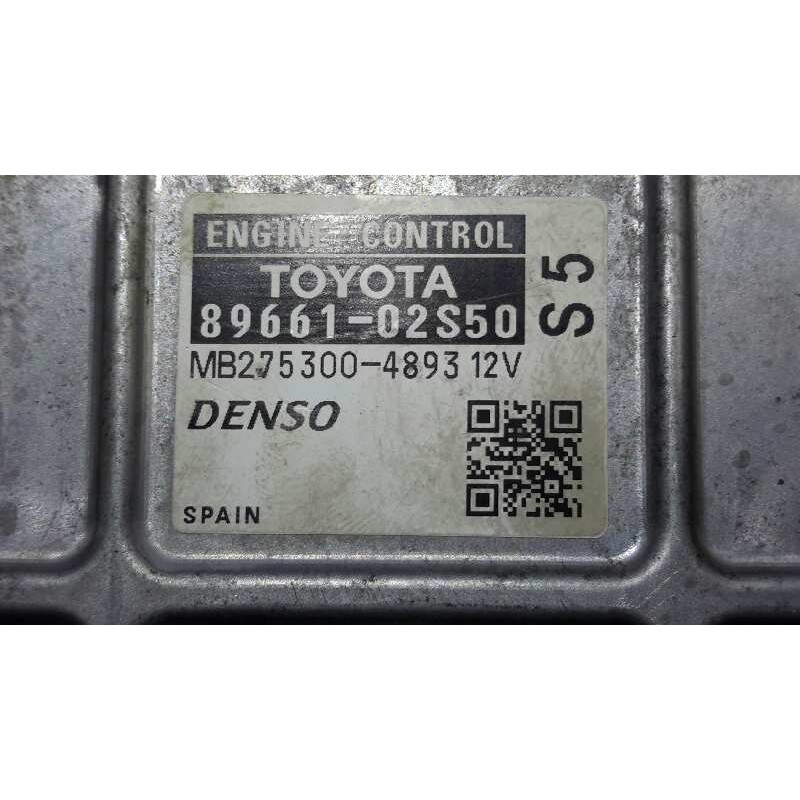 ENGINE CONTROL
TOYOTA
89661-02S50
S5
MB275300-4893 12V
DENSO
SPAIN